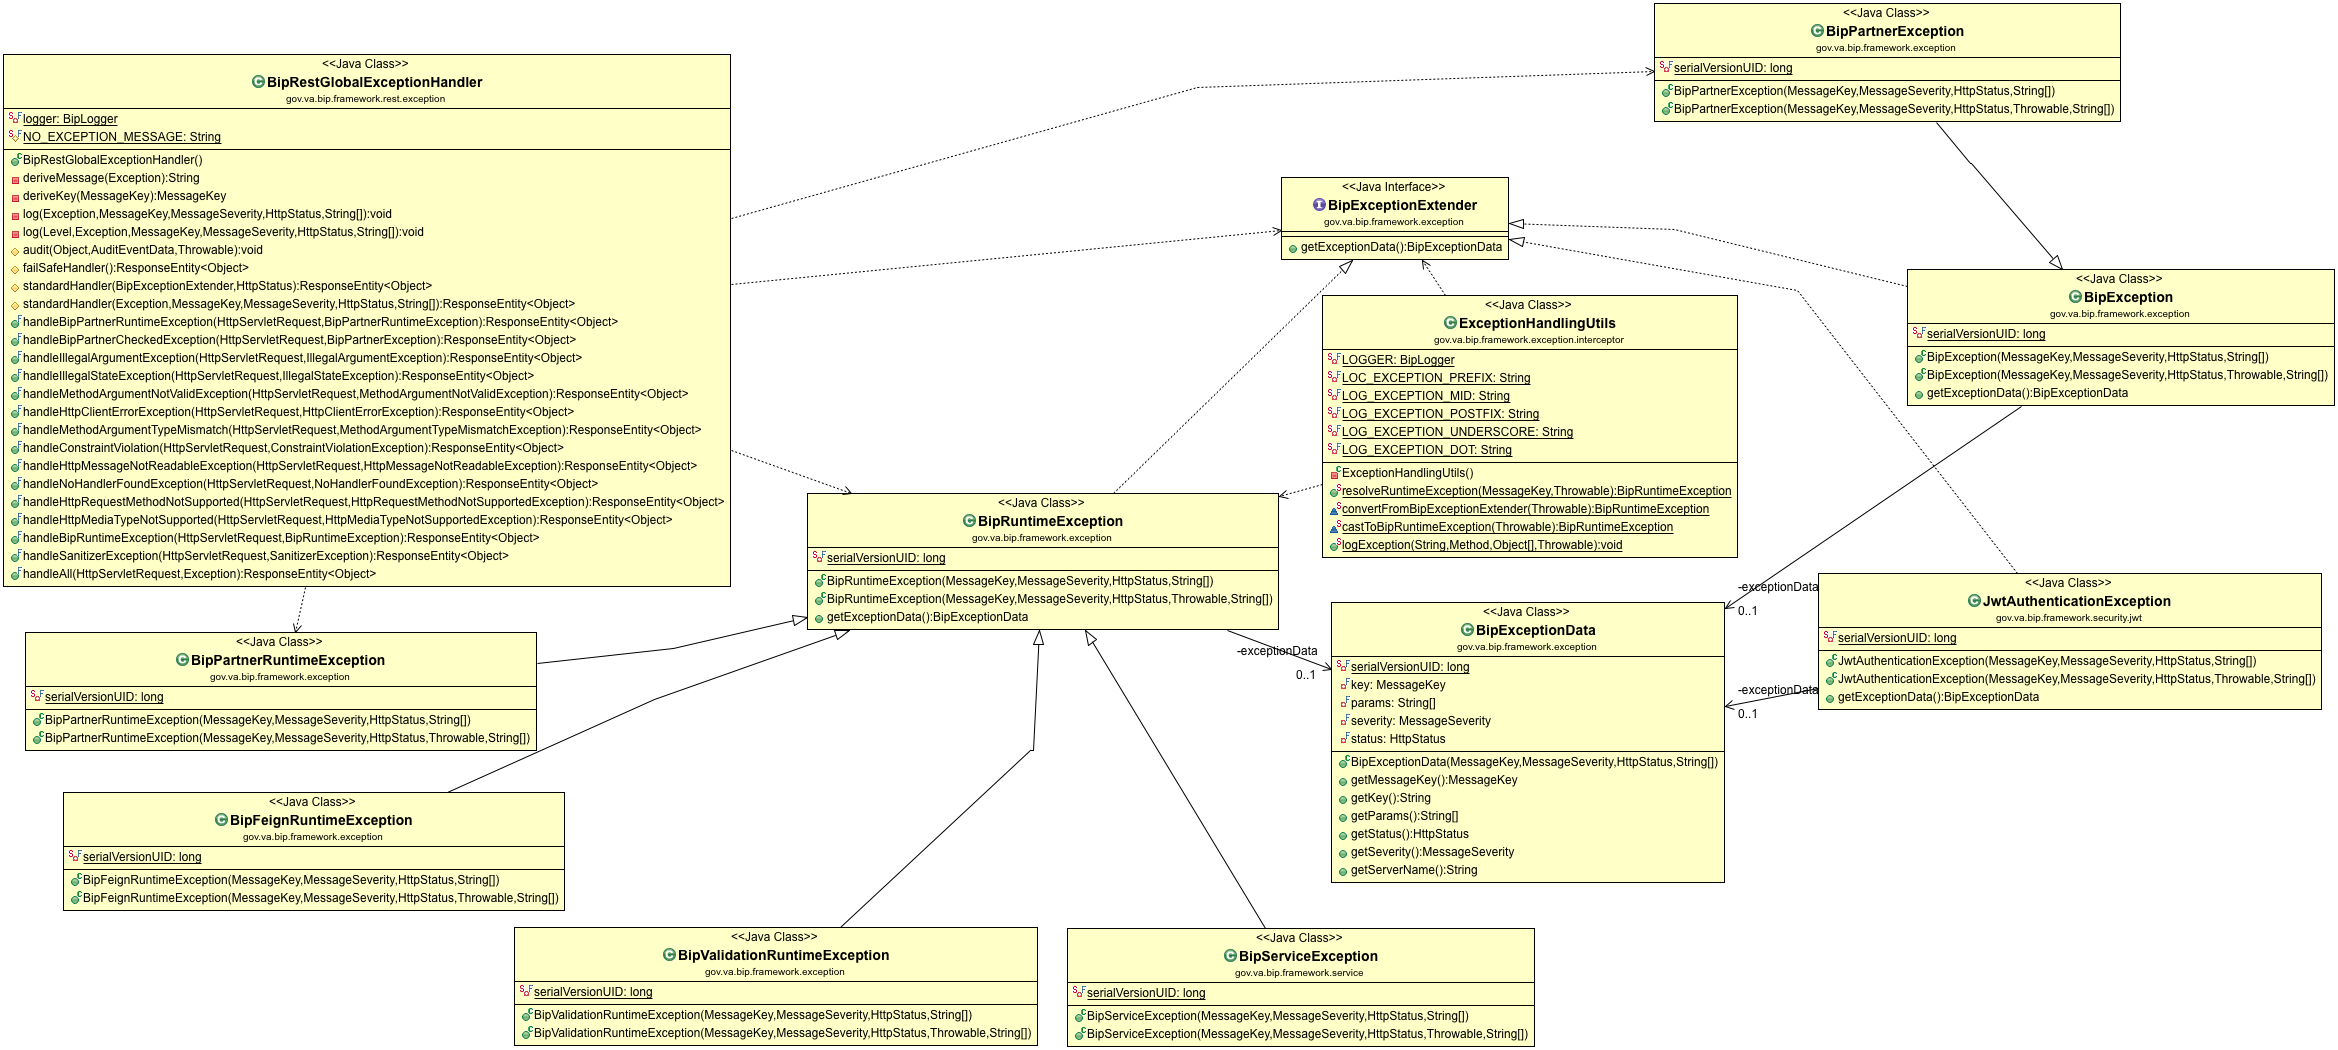 <<Java Class>>
BipRestGlobalExceptionHandler
gov.va.bip.framework.rest.exception
logger: BipLogger
NO_EXCEPTION_MESSAGE: String
BipRestGlobalExceptionHandler()
deriveMessage(Exception):String
deriveKey(MessageKey):MessageKey
log(Exception,MessageKey,MessageSeverity,HttpStatus,String[]):void
log(Level,Exception,MessageKey,MessageSeverity,HttpStatus,String[]):void
audit(Object,AuditEventData,Throwable):void
failSafeHandler():ResponseEntity<Object>
standardHandler(BipExceptionExtender,HttpStatus):ResponseEntity<Object>
standardHandler(Exception,MessageKey,MessageSeverity,HttpStatus,String[]):ResponseEntity<Object>
handleBipPartnerRuntimeException(HttpServletRequest,BipPartnerRuntimeException):ResponseEntity<Object>
handleBipPartnerCheckedException(HttpServletRequest,BipPartnerException):ResponseEntity<Object>
handleIllegalArgumentException(HttpServletRequest,IllegalArgumentException):ResponseEntity<Object>
handleIllegalStateException(HttpServletRequest,IllegalStateException):ResponseEntity<Object>
handleMethodArgumentNotValidException(HttpServletRequest,MethodArgumentNotValidException):ResponseEntity<Object>
handleHttpClientErrorException(HttpServletRequest,HttpClientErrorException):ResponseEntity<Object>
handleMethodArgumentTypeMismatch(HttpServletRequest,MethodArgumentTypeMismatchException):ResponseEntity<Object>
handleConstraintViolation(HttpServletRequest,ConstraintViolationException):ResponseEntity<Object>
handleHttpMessageNotReadableException(HttpServletRequest,HttpMessageNotReadableException):ResponseEntity<Object>
handleNoHandlerFoundException(HttpServletRequest,NoHandlerFoundException):ResponseEntity<Object>
handleHttpRequestMethodNotSupported(HttpServletRequest,HttpRequestMethodNotSupportedException):ResponseEntity<Object>
handleHttpMediaTypeNotSupported(HttpServletRequest,HttpMediaTypeNotSupportedException):ResponseEntity<Object>
handleBipRuntimeException(HttpServletRequest,BipRuntimeException):ResponseEntity<Object>
handleSanitizerException(HttpServletRequest,SanitizerException):ResponseEntity<Object>
handleAll(HttpServletRequest,Exception):ResponseEntity<Object>
<<Java Class>>
BipPartnerException
gov.va.bip.framework.exception
serialVersionUID: long
BipPartnerException(MessageKey,MessageSeverity,HttpStatus,String[])
BipPartnerException(MessageKey,MessageSeverity,HttpStatus,Throwable,String[])
<<Java Interface>>
BipExceptionExtender
gov.va.bip.framework.exception
getExceptionData():BipExceptionData
<<Java Class>>
BipException
gov.va.bip.framework.exception
serialVersionUID: long
BipException(MessageKey,MessageSeverity,HttpStatus,String[])
BipException(MessageKey,MessageSeverity,HttpStatus,Throwable,String[])
getExceptionData():BipExceptionData
<<Java Class>>
ExceptionHandlingUtils
gov.va.bip.framework.exception.interceptor
LOGGER: BipLogger
LOC_EXCEPTION_PREFIX: String
LOG_EXCEPTION_MID: String
LOG_EXCEPTION_POSTFIX: String
LOG_EXCEPTION_UNDERSCORE: String
LOG_EXCEPTION_DOT: String
ExceptionHandlingUtils()
resolveRuntimeException(MessageKey,Throwable):BipRuntimeException
convertFromBipExceptionExtender(Throwable):BipRuntimeException
castToBipRuntimeException(Throwable):BipRuntimeException
logException(String,Method,Object[],Throwable):void
<<Java Class>>
BipRuntimeException
gov.va.bip.framework.exception
serialVersionUID: long
BipRuntimeException(MessageKey,MessageSeverity,HttpStatus,String[])
BipRuntimeException(MessageKey,MessageSeverity,HttpStatus,Throwable,String[])
getExceptionData():BipExceptionData
-exceptionData
0..1
-exceptionData
0..1
-exceptionData
0..1
<<Java Class>>
JwtAuthenticationException
gov.va.bip.framework.security.jwt
serialVersionUID: long
JwtAuthenticationException(MessageKey,MessageSeverity,HttpStatus,String[])
JwtAuthenticationException(MessageKey,MessageSeverity,HttpStatus,Throwable,String[])
getExceptionData():BipExceptionData
<<Java Class>>
BipExceptionData
gov.va.bip.framework.exception
serialVersionUID: long
key: MessageKey
params: String[]
severity: MessageSeverity
status: HttpStatus
BipExceptionData(MessageKey,MessageSeverity,HttpStatus,String[])
getMessageKey():MessageKey
getKey():String
getParams():String[]
getStatus():HttpStatus
getSeverity():MessageSeverity
getServerName():String
<<Java Class>>
BipPartnerRuntimeException
gov.va.bip.framework.exception
serialVersionUID: long
BipPartnerRuntimeException(MessageKey,MessageSeverity,HttpStatus,String[])
BipPartnerRuntimeException(MessageKey,MessageSeverity,HttpStatus,Throwable,String[])
<<Java Class>>
BipFeignRuntimeException
gov.va.bip.framework.exception
serialVersionUID: long
BipFeignRuntimeException(MessageKey,MessageSeverity,HttpStatus,String[])
BipFeignRuntimeException(MessageKey,MessageSeverity,HttpStatus,Throwable,String[])
<<Java Class>>
BipValidationRuntimeException
gov.va.bip.framework.exception
serialVersionUID: long
BipValidationRuntimeException(MessageKey,MessageSeverity,HttpStatus,String[])
BipValidationRuntimeException(MessageKey,MessageSeverity,HttpStatus,Throwable,String[])
<<Java Class>>
BipServiceException
gov.va.bip.framework.service
serialVersionUID: long
BipServiceException(MessageKey,MessageSeverity,HttpStatus,String[])
BipServiceException(MessageKey,MessageSeverity,HttpStatus,Throwable,String[])